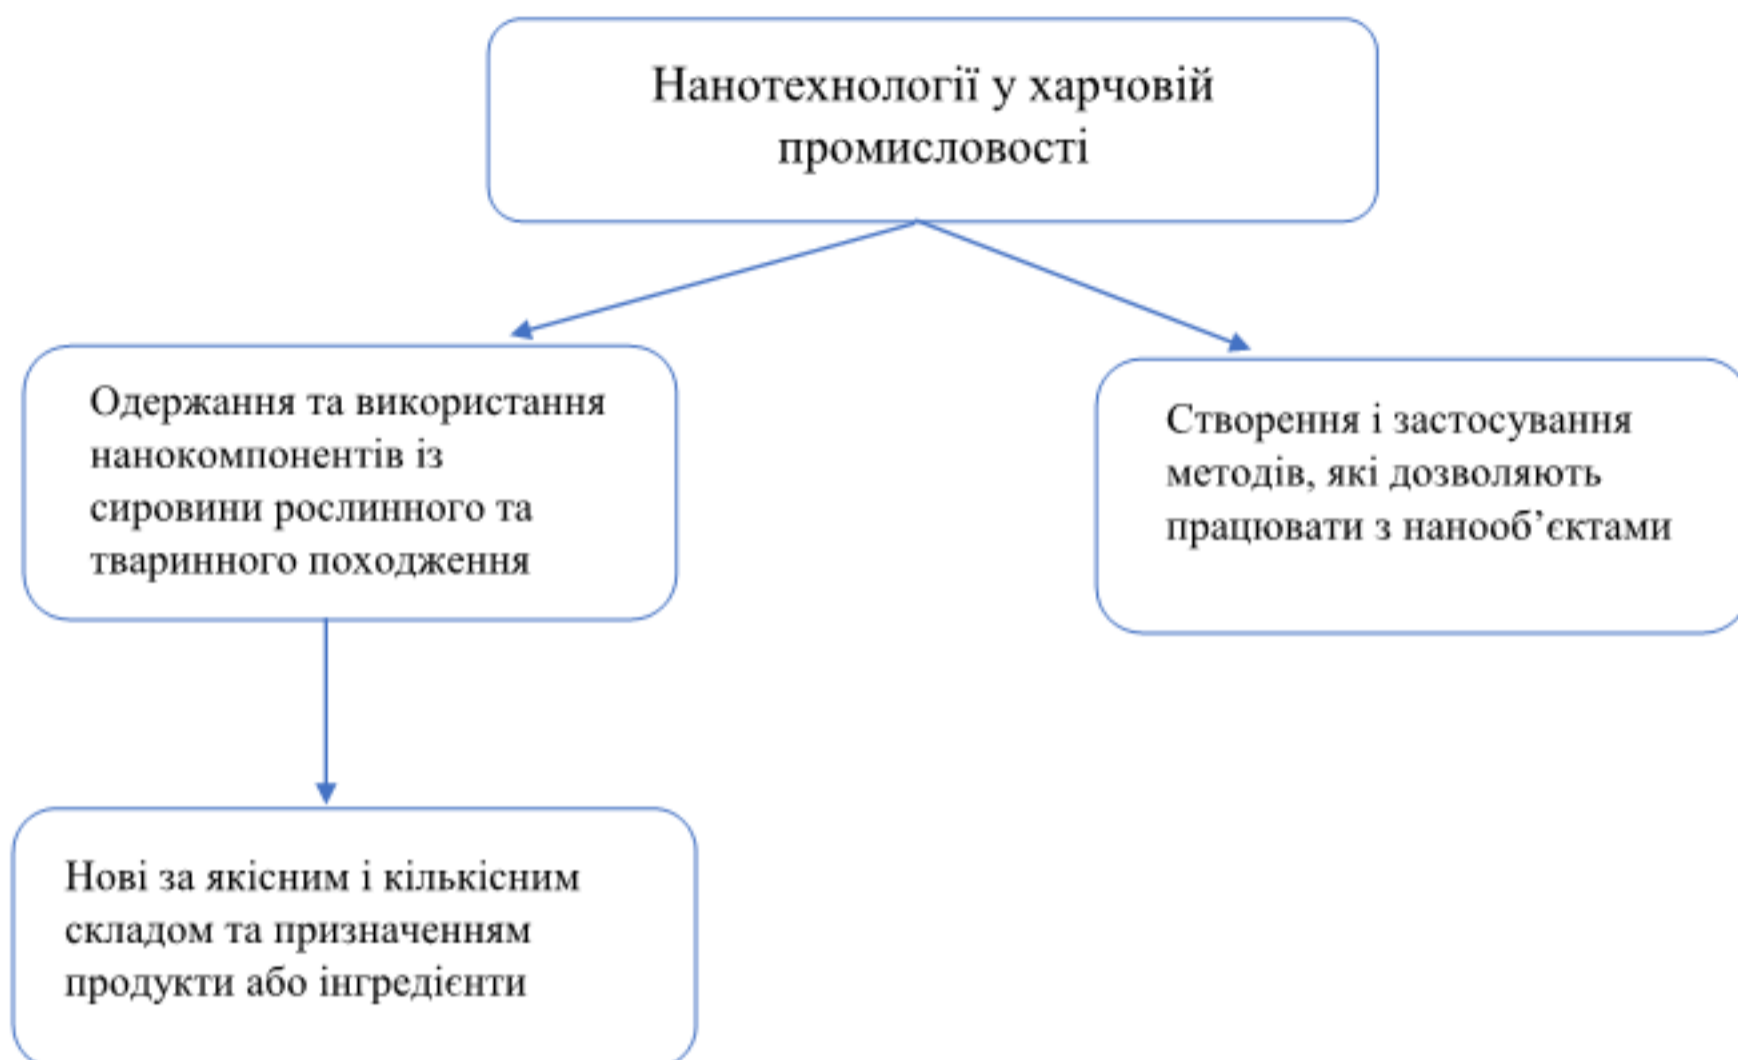 Нанотехнології у харчовій
промисловості
Одержання та використання
нанокомпонентів із
сировини рослинного та
тваринного походження
Створення і застосування
методів, які дозволяють
працювати з нанооб’єктами
Нові за якісним і кількісним
складом та призначенням
продукти або інгредієнти